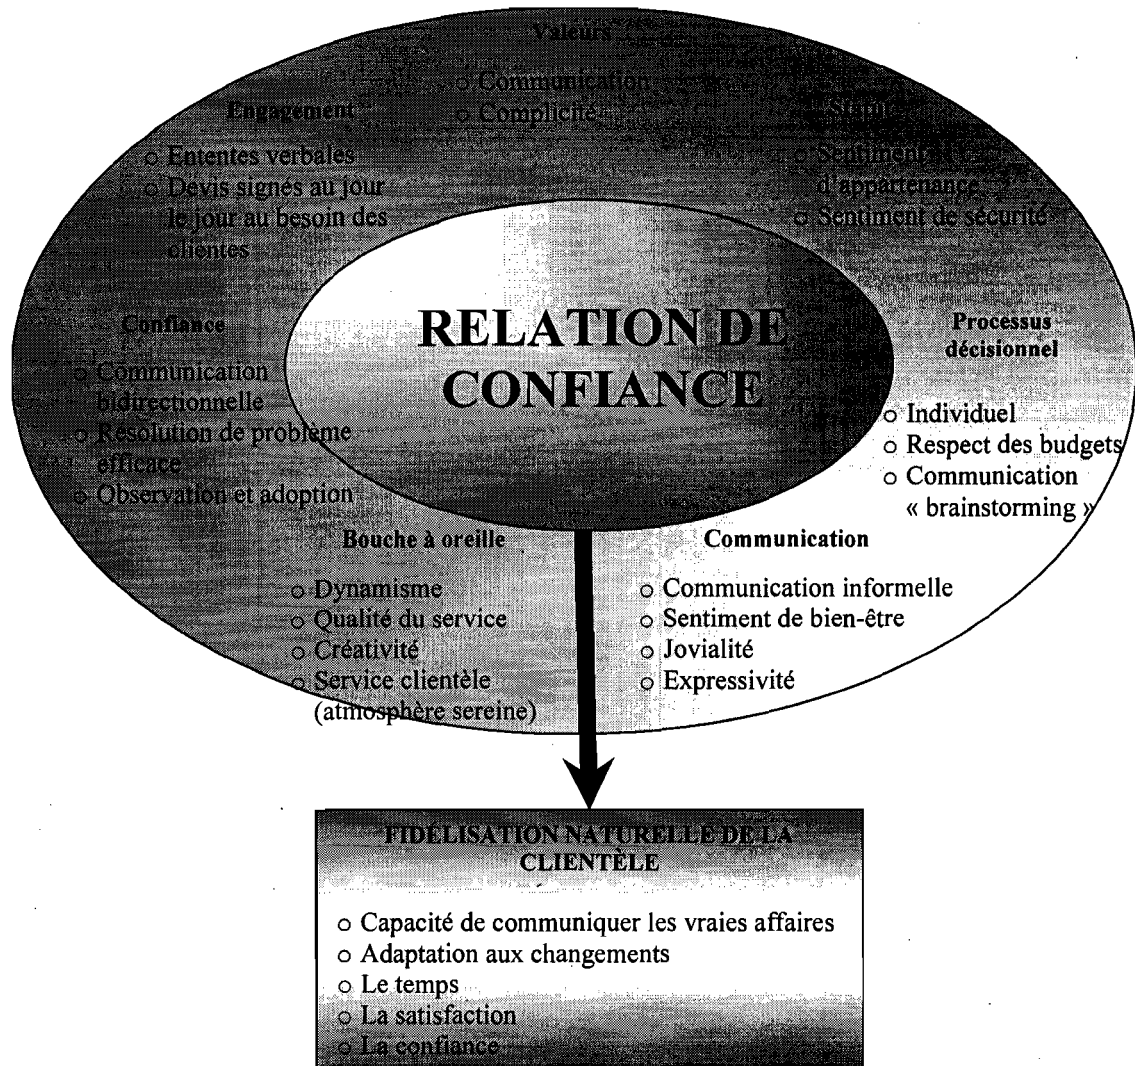 Valeurs
o Communication
o Complicité
Engagement
o Ententes verbales
o Devis signés au jour
le jour au besoin des
clientes
Statut
o Sentiment
d'appartenance
o Sentiment de sécurité
RELATION DE
CONFIANCE
Confiance
o Communication
bidirectionnelle
o Résolution de problème
efficace
o Observation et adoption
Processus
décisionnel
o Individuel
o Respect des budgets
o Communication
« brainstorming »
Bouche à oreille
o Dynamisme
o Qualité du service
o Créativité
o Service clientèle
(atmosphère sereine)
Communication
o Communication informelle
o Sentiment de bien-être
o Jovialité
o Expressivité
FIDÉLISATION NATURELLE DE LA
CLIENTÈLE
o Capacité de communiquer les vraies affaires
o Adaptation aux changements
o Le temps
o La satisfaction
o La confiance